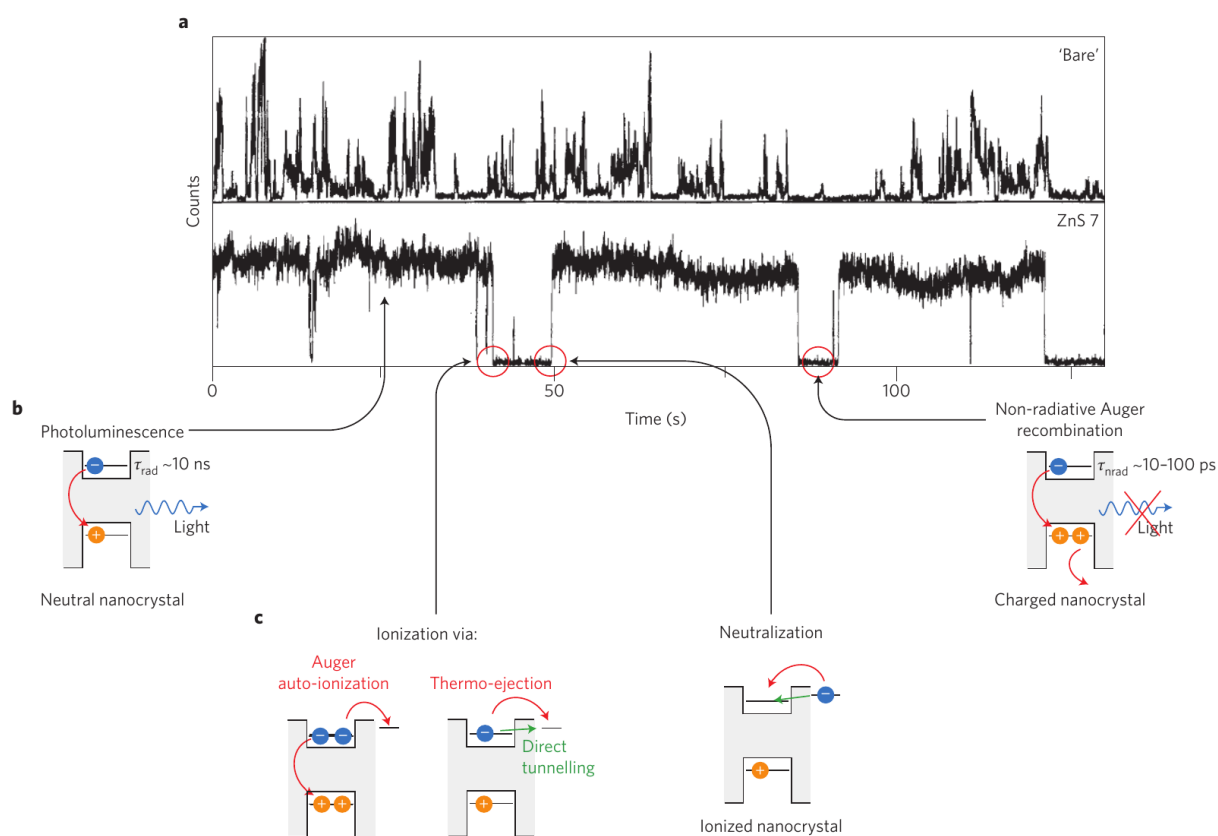 a
'Bare'
Counts
ZnS 7
0
50
100
Time (s)
b
Photoluminescence
−
τrad ~10 ns
Light
+
Neutral nanocrystal
Non-radiative Auger
recombination
−
τnrad ~10–100 ps
Light
+ +
Charged nanocrystal
c
Ionization via:
Auger
auto-ionization
− −
+ +
Thermo-ejection
−
Direct
tunnelling
+
Neutralization
−
+
Ionized nanocrystal